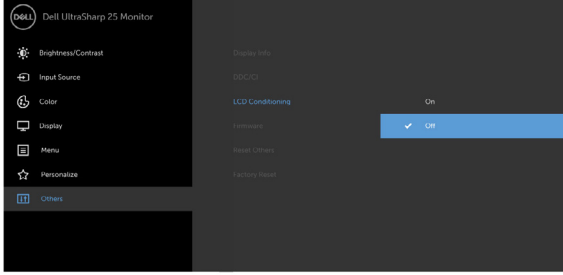 DELL
Dell UltraSharp 25 Monitor
Brightness/Contrast
Input Source
Color
Display
Menu
Personalize
Others
Display Info
DDC/CI
LCD Conditioning
Firmware
Reset Others
Factory Reset
On
Off